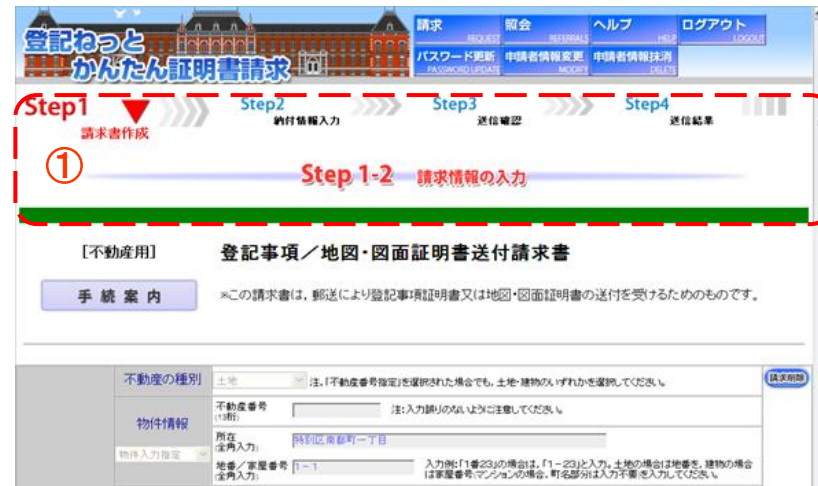 登記ねっと
かんたん証明書請求
請求 REQUEST
照会 REFERRALS
ヘルプ HELP
ログアウト LOGOUT
パスワード更新 PASSWORD UPDATE
申請者情報変更 MODIFY
申請者情報抹消 DELETE
Step1 請求書作成
Step2 納付情報入力
Step3 送信確認
Step4 送信結果
①
Step 1-2 請求情報の入力
[不動産用] 登記事項／地図・図面証明書送付請求書
手続案内
※この請求書は，郵送により登記事項証明書又は地図・図面証明書の送付を受けるためのものです。
不動産の種別 土地 注．「不動産番号指定」を選択された場合でも，土地・建物のいずれかを選択してください。
請求削除
物件情報
物件入力指定
不動産番号 (13桁) 注：入力誤りのないように注意してください。
所在 (全角入力) 特別区南都町一丁目
地番／家屋番号 (全角入力) 1－1
入力例：「1番23」の場合は，「1－23」と入力。土地の場合は地番を，建物の場合
は家屋番号（マンションの場合、町名部分は入力不要）を入力してください。